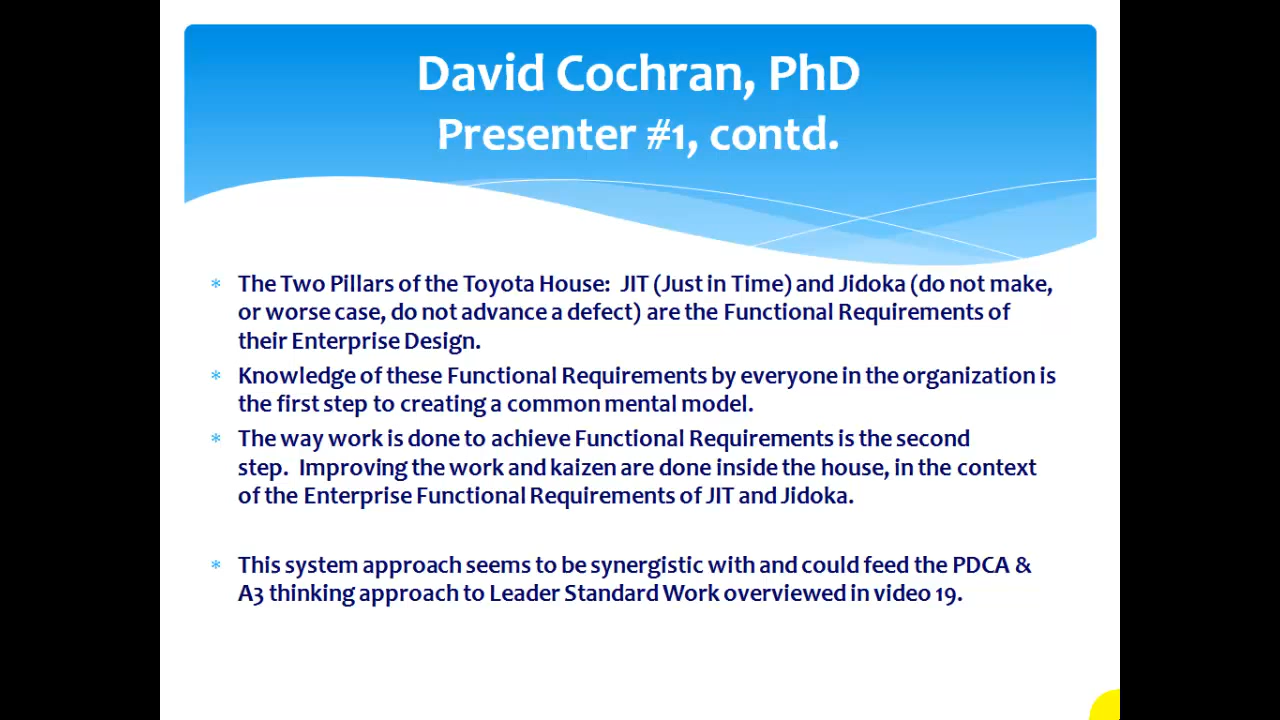 David Cochran, PhD
Presenter #1, contd.
* The Two Pillars of the Toyota House:  JIT (Just in Time) and Jidoka (do not make,
or worse case, do not advance a defect) are the Functional Requirements of
their Enterprise Design.
* Knowledge of these Functional Requirements by everyone in the organization is
the first step to creating a common mental model.
* The way work is done to achieve Functional Requirements is the second
step.  Improving the work and kaizen are done inside the house, in the context
of the Enterprise Functional Requirements of JIT and Jidoka.
* This system approach seems to be synergistic with and could feed the PDCA &
A3 thinking approach to Leader Standard Work overviewed in video 19.